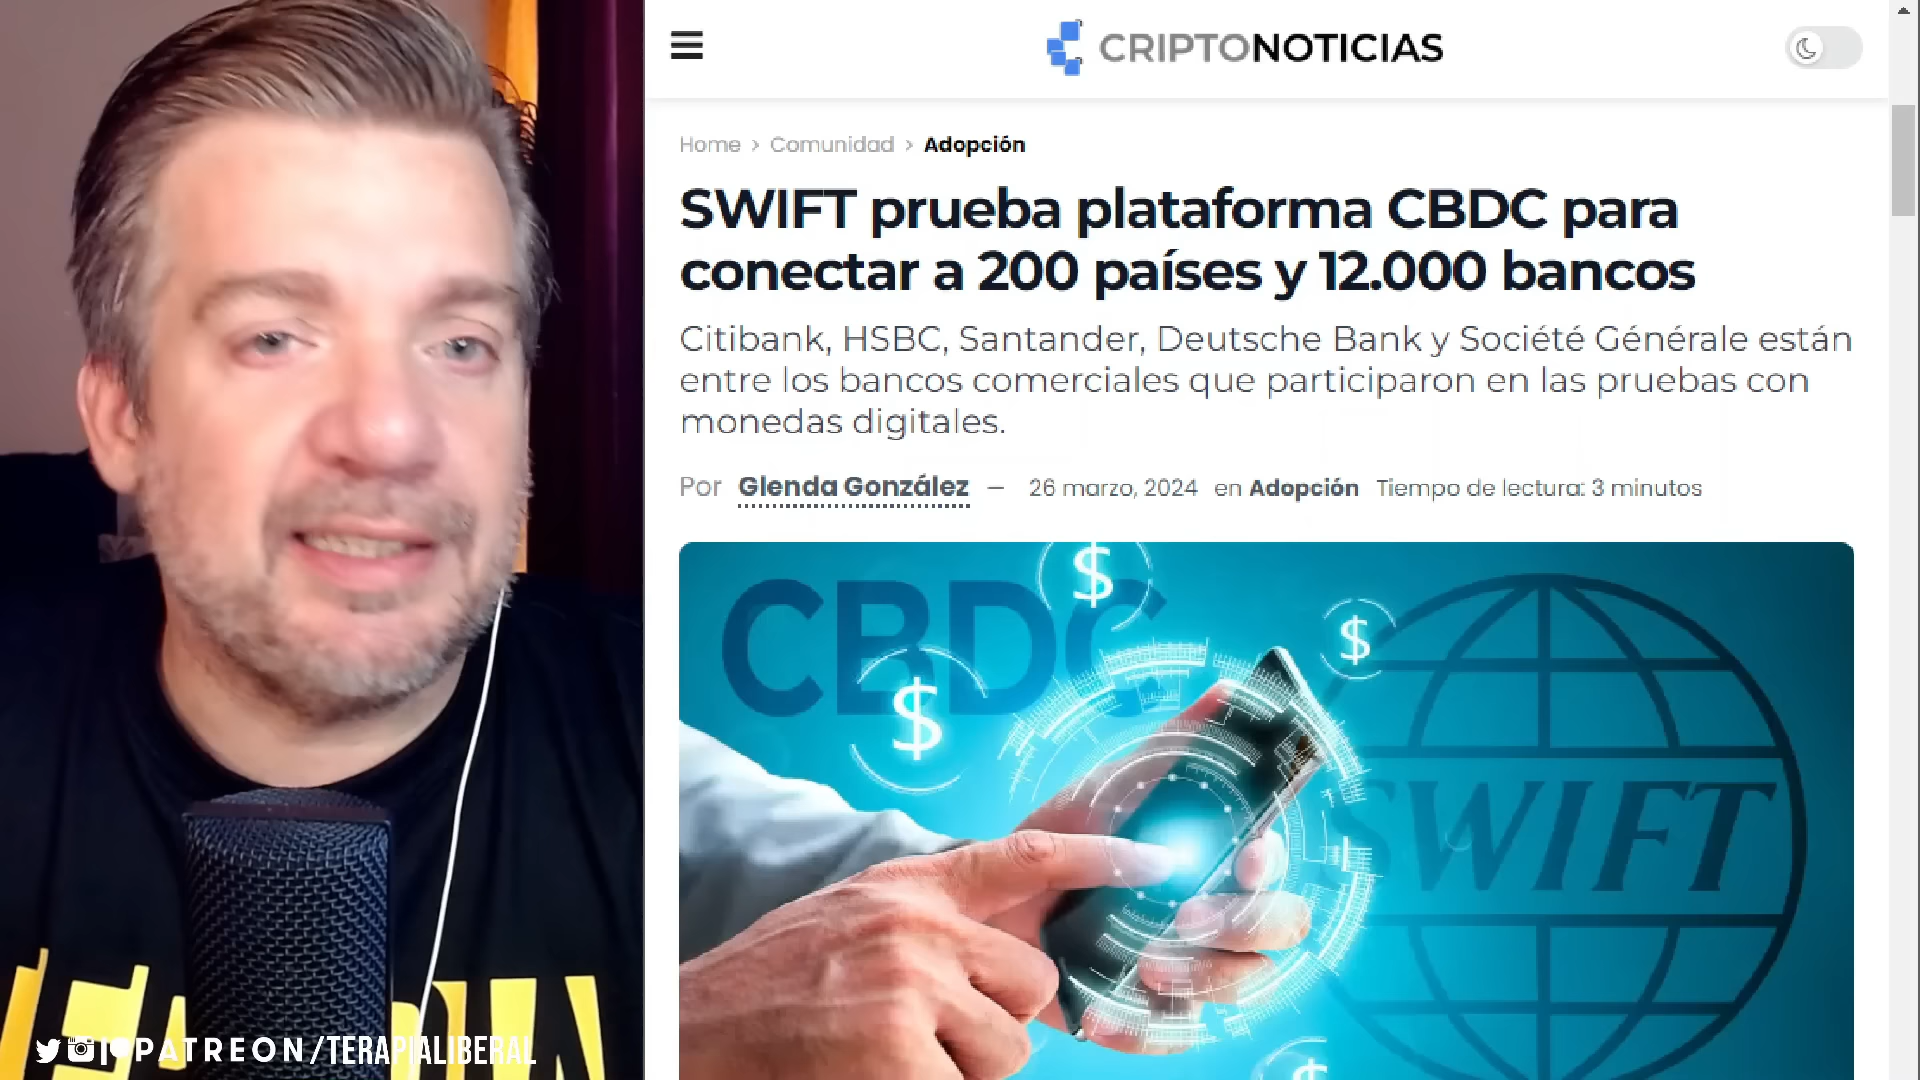 CRIPTONOTICIAS
Home > Comunidad > Adopción
SWIFT prueba plataforma CBDC para
conectar a 200 países y 12.000 bancos
Citibank, HSBC, Santander, Deutsche Bank y Société Générale están
entre los bancos comerciales que participaron en las pruebas con
monedas digitales.
Por Glenda González — 26 marzo, 2024 en Adopción Tiempo de lectura: 3 minutos
CBDC
$
$
$
SWIFT
$
PATREON/TERAPIALIBERAL